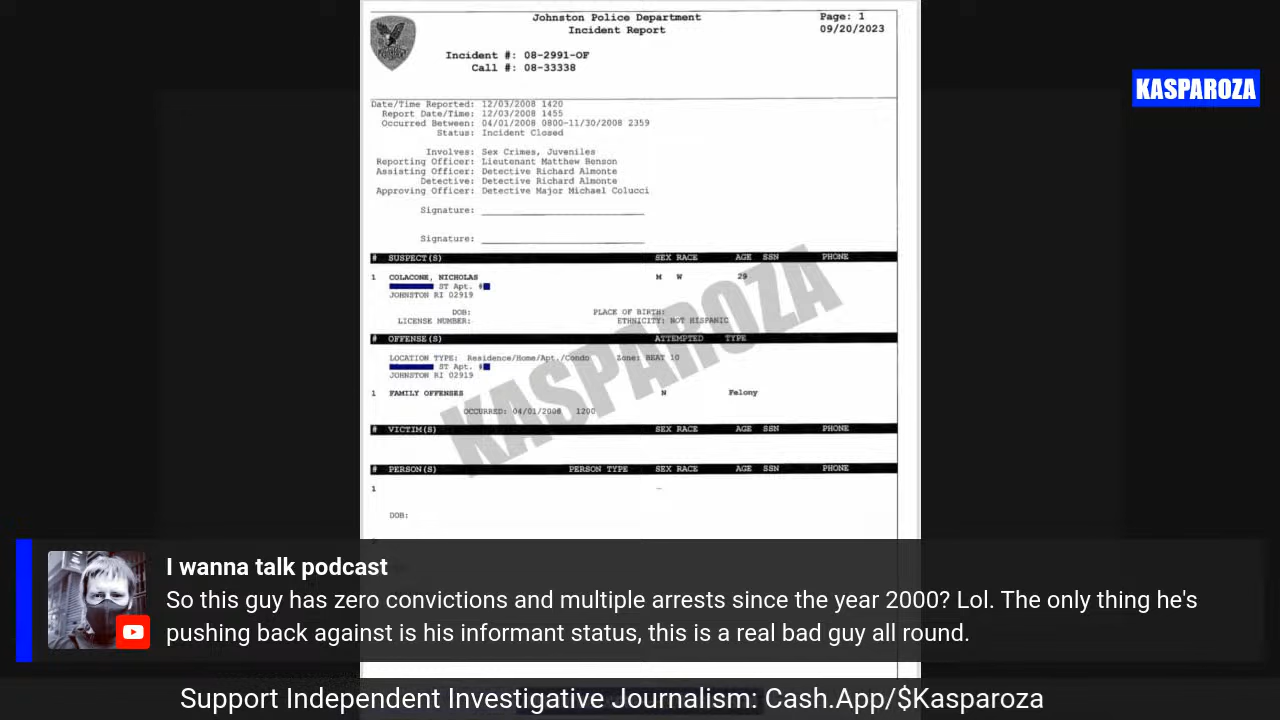 Johnston Police Department
Incident Report
Page: 1
09/20/2023
Incident #: 08-2991-OF
Call #: 08-33338
KASPAROZA
Date/Time Reported: 12/03/2008 1420
Report Date/Time: 12/03/2008 1455
Occurred Between: 04/01/2008 0800-11/30/2008 2359
Status: Incident Closed
Involves: Sex Crimes, Juveniles
Reporting Officer: Lieutenant Matthew Benson
Assisting Officer: Detective Richard Almonte
Detective: Detective Richard Almonte
Approving Officer: Detective Major Michael Colucci
Signature:
Signature:
# SUSPECT(S) SEX RACE AGE SSN PHONE
1 COLACONE, NICHOLAS M W 29
ST Apt. #
JOHNSTON RI 02919
DOB: PLACE OF BIRTH:
LICENSE NUMBER: ETHNICITY: NOT HISPANIC
# OFFENSE(S) ATTEMPTED TYPE
LOCATION TYPE: Residence/Home/Apt./Condo Zone: BEAT 10
ST Apt. #
JOHNSTON RI 02919
1 FAMILY OFFENSES N Felony
OCCURRED: 04/01/2008 1200
# VICTIM(S) SEX RACE AGE SSN PHONE
# PERSON(S) PERSON TYPE SEX RACE AGE SSN PHONE
1
DOB:
KASPAROZA
I wanna talk podcast
So this guy has zero convictions and multiple arrests since the year 2000? Lol. The only thing he's
pushing back against is his informant status, this is a real bad guy all round.
Support Independent Investigative Journalism: Cash.App/$Kasparoza